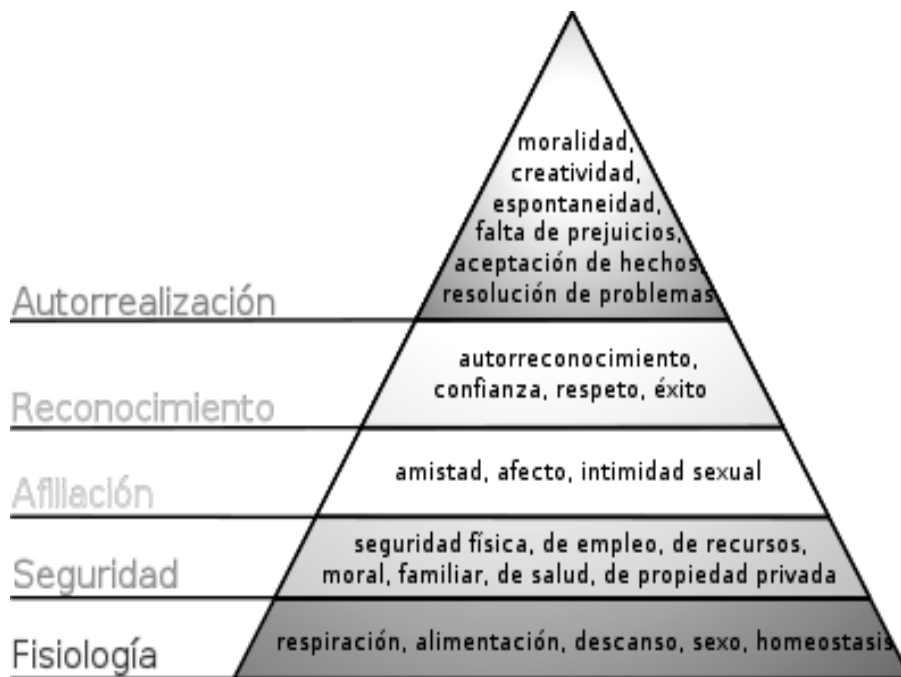 moralidad,
creatividad,
espontaneidad,
falta de prejuicios,
aceptación de hechos,
resolución de problemas
Autorrealización
autorreconocimiento,
confianza, respeto, éxito
Reconocimiento
amistad, afecto, intimidad sexual
Afiliación
seguridad física, de empleo, de recursos,
moral, familiar, de salud, de propiedad privada
Seguridad
respiración, alimentación, descanso, sexo, homeostasis
Fisiología